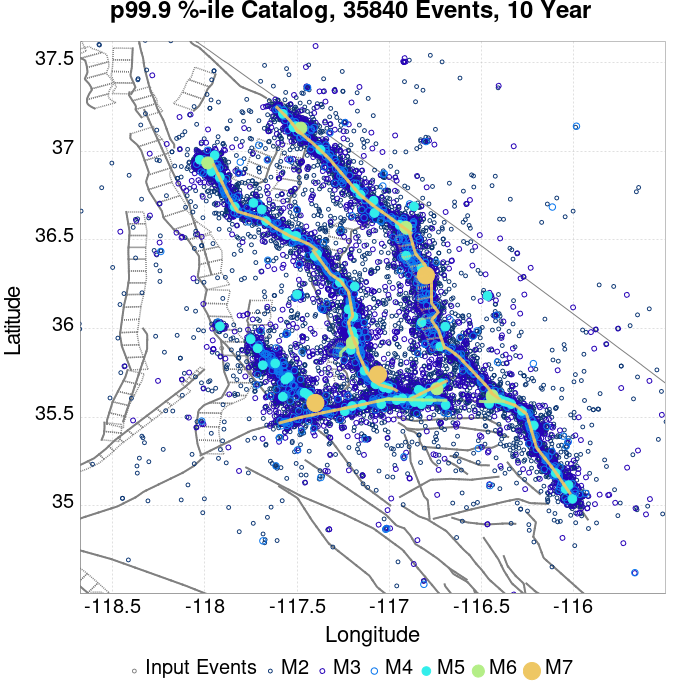 p99.9 %-ile Catalog, 35840 Events, 10 Year
37.5
37
36.5
36
35.5
35
Latitude
-118.5 -118 -117.5 -117 -116.5 -116
Longitude
Input Events M2 M3 M4 M5 M6 M7